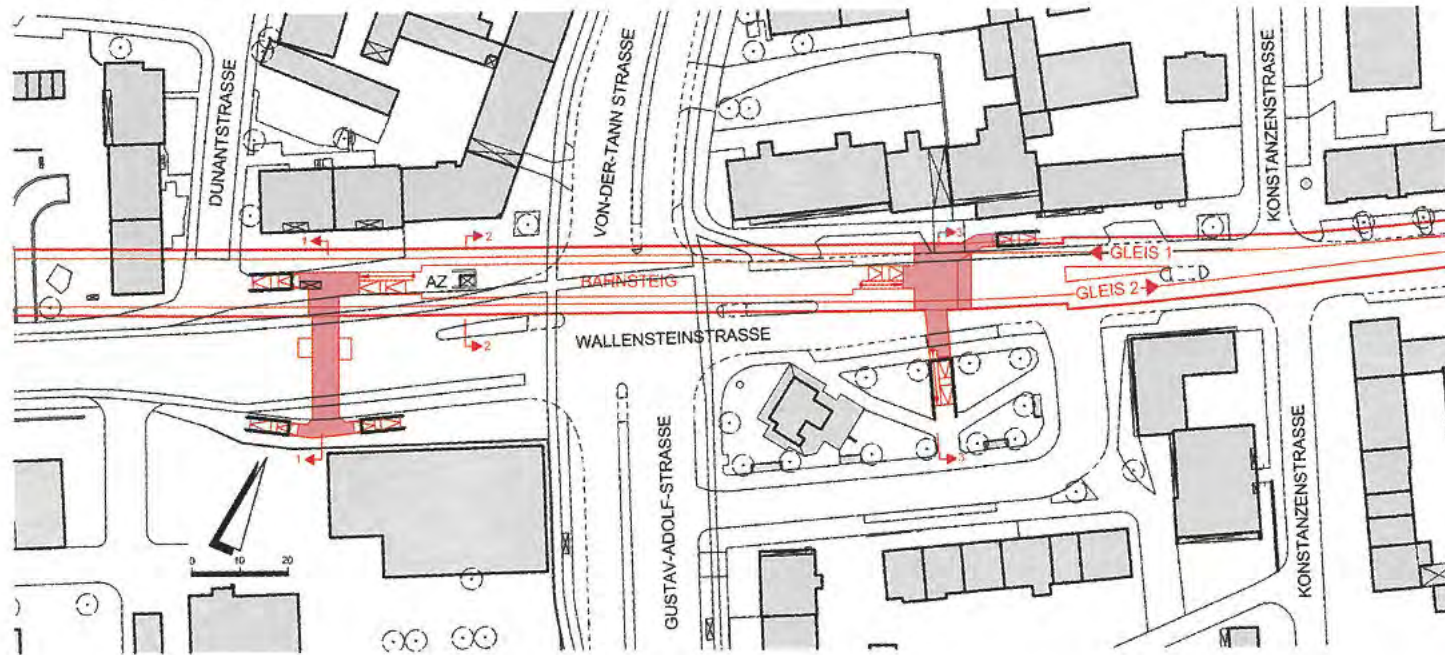 DUNANTSTRASSE
VON-DER-TANN STRASSE
KONSTANZENSTRASSE
1
2
3
GLEIS 1
AZ
BAHNSTEIG
GLEIS 2
2
WALLENSTEINSTRASSE
1
3
GUSTAV-ADOLF-STRASSE
KONSTANZENSTRASSE
0 10 20